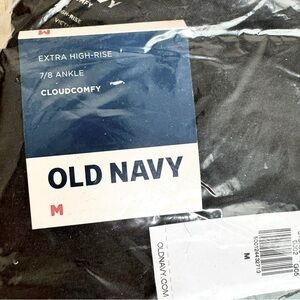 M
EXTRA HIGH-RISE
7/8 ANKLE
CLOUDCOMFY
OLD NAVY
M
OLDNAVY.COM
M